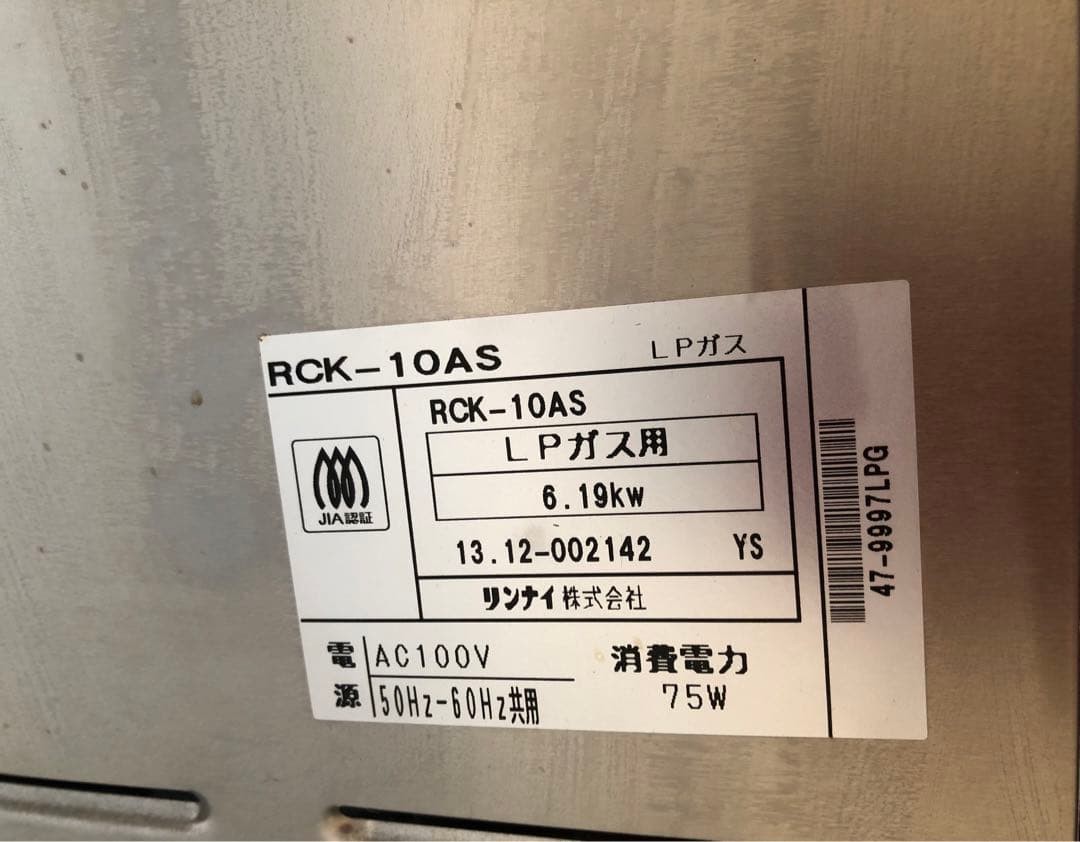 RCK-10AS LPガス
RCK-10AS
LPガス用
6.19kw
JIA認証
13.12-002142 YS
リンナイ株式会社
電源 AC100V
50Hz-60Hz共用
消費電力
75W
47-9997LPG